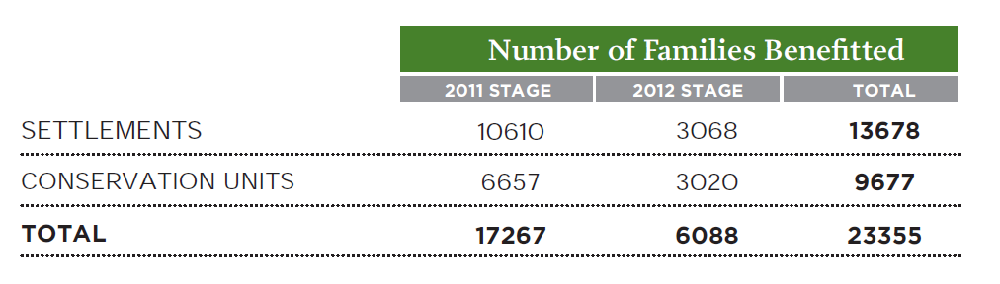 Number of Families Benefitted
2011 STAGE 2012 STAGE TOTAL
SETTLEMENTS 10610 3068 13678
CONSERVATION UNITS 6657 3020 9677
TOTAL 17267 6088 23355